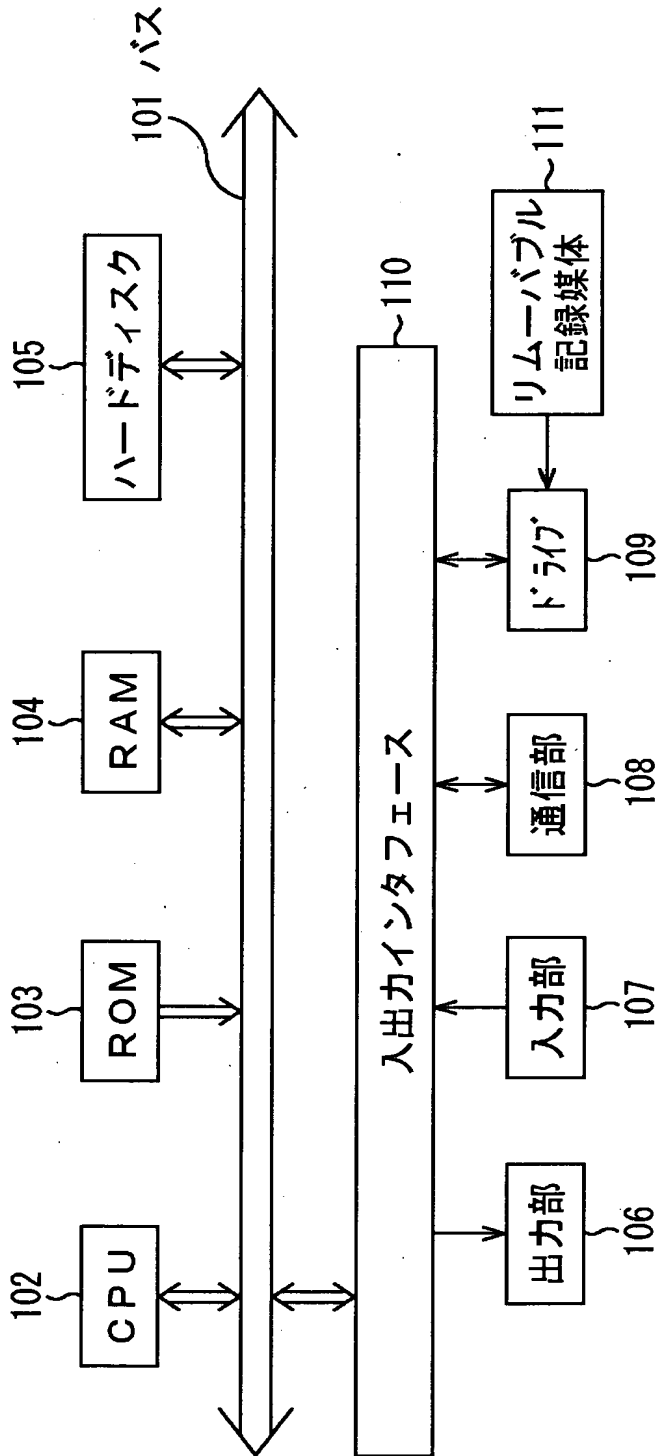 102
CPU
103
ROM
104
RAM
105
ハードディスク
101 バス
110
入出力インタフェース
出力部
106
入力部
107
通信部
108
ドライブ
109
リムーバブル
記録媒体
111